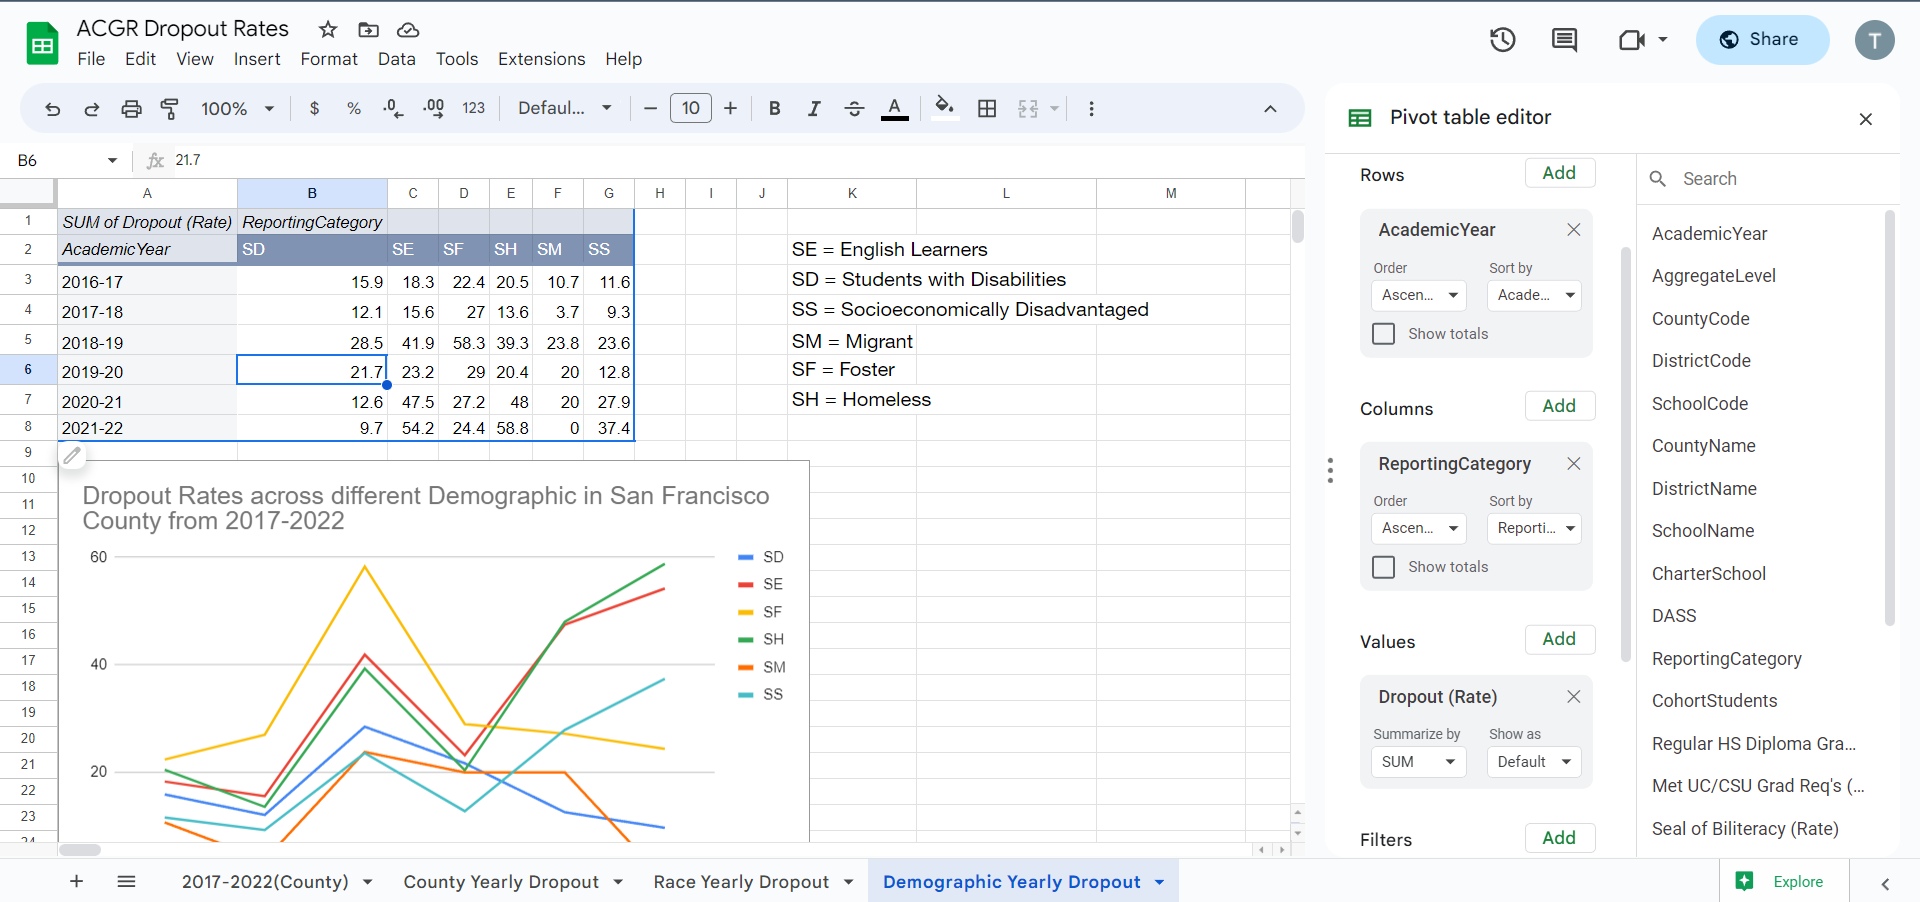 ACGR Dropout Rates
File Edit View Insert Format Data Tools Extensions Help
Share
T
100% $ % .0 .00 123 Defaul... 10 B I A
B6 fx 21.7
A B C D E F G H I J K L M
1 SUM of Dropout (Rate) ReportingCategory
2 AcademicYear SD SE SF SH SM SS SE = English Learners
3 2016-17 15.9 18.3 22.4 20.5 10.7 11.6 SD = Students with Disabilities
4 2017-18 12.1 15.6 27 13.6 3.7 9.3 SS = Socioeconomically Disadvantaged
5 2018-19 28.5 41.9 58.3 39.3 23.8 23.6 SM = Migrant
6 2019-20 21.7 23.2 29 20.4 20 12.8 SF = Foster
7 2020-21 12.6 47.5 27.2 48 20 27.9 SH = Homeless
8 2021-22 9.7 54.2 24.4 58.8 0 37.4
9
10
11
12
13
14
15
16
17
18
19
20
21
22
23
24
Dropout Rates across different Demographic in San Francisco
County from 2017-2022
60
40
20
SD
SE
SF
SH
SM
SS
Pivot table editor
Rows Add
AcademicYear
Order Sort by
Ascen... Acade...
Show totals
Columns Add
ReportingCategory
Order Sort by
Ascen... Reporti...
Show totals
Values Add
Dropout (Rate)
Summarize by Show as
SUM Default
Filters Add
Search
AcademicYear
AggregateLevel
CountyCode
DistrictCode
SchoolCode
CountyName
DistrictName
SchoolName
CharterSchool
DASS
ReportingCategory
CohortStudents
Regular HS Diploma Gra...
Met UC/CSU Grad Req's (...
Seal of Biliteracy (Rate)
2017-2022(County) County Yearly Dropout Race Yearly Dropout Demographic Yearly Dropout Explore